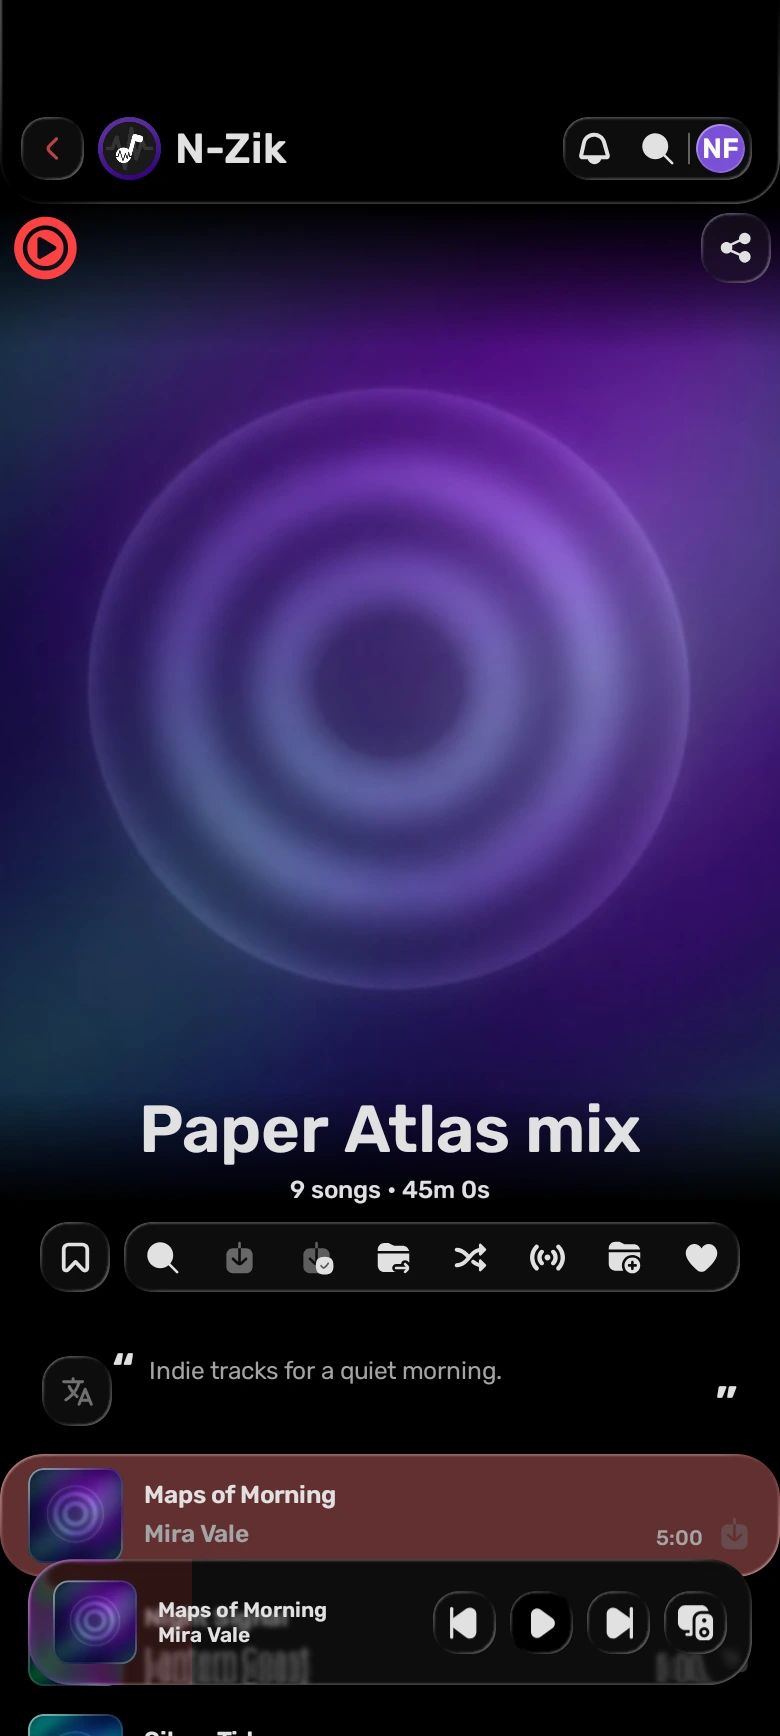 N-Zik
NF
Paper Atlas mix
9 songs • 45m 0s
“ Indie tracks for a quiet morning. ”
Maps of Morning
Mira Vale
5:00
Maps of Morning
Mira Vale